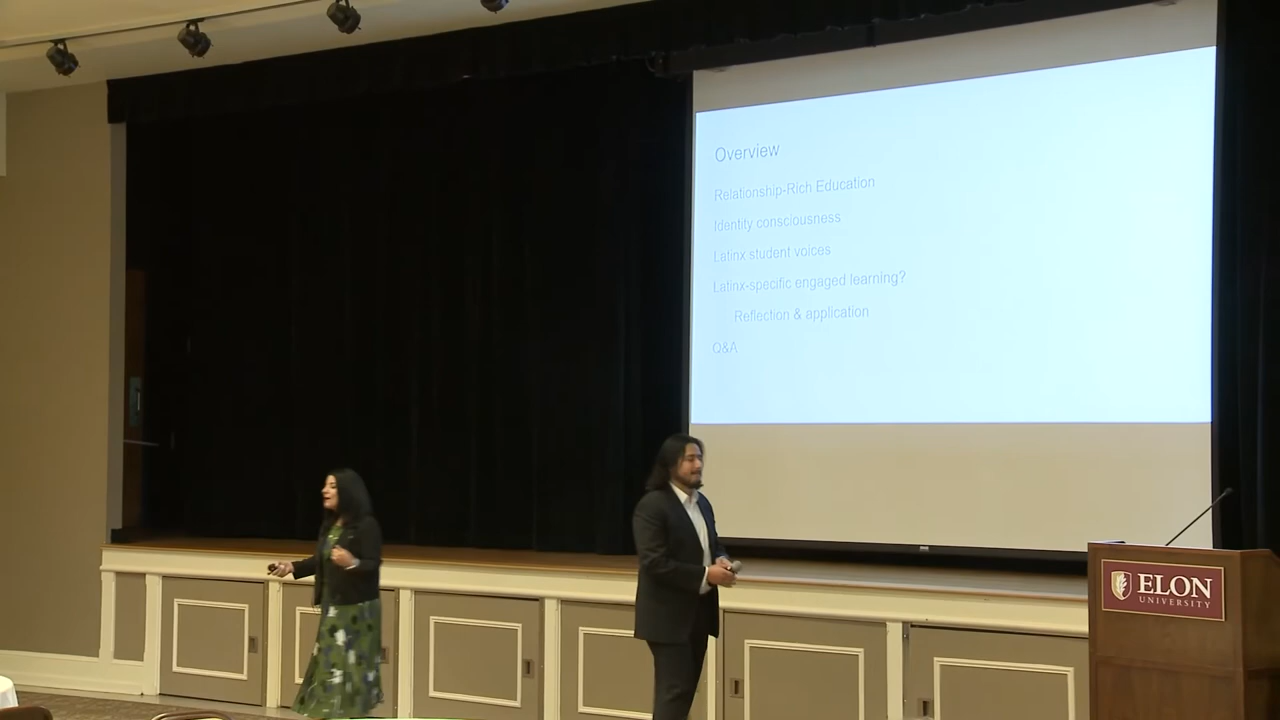 Overview
Relationship-Rich Education
Identity consciousness
Latinx student voices
Latinx-specific engaged learning?
Reflection & application
Q&A
ELON
UNIVERSITY